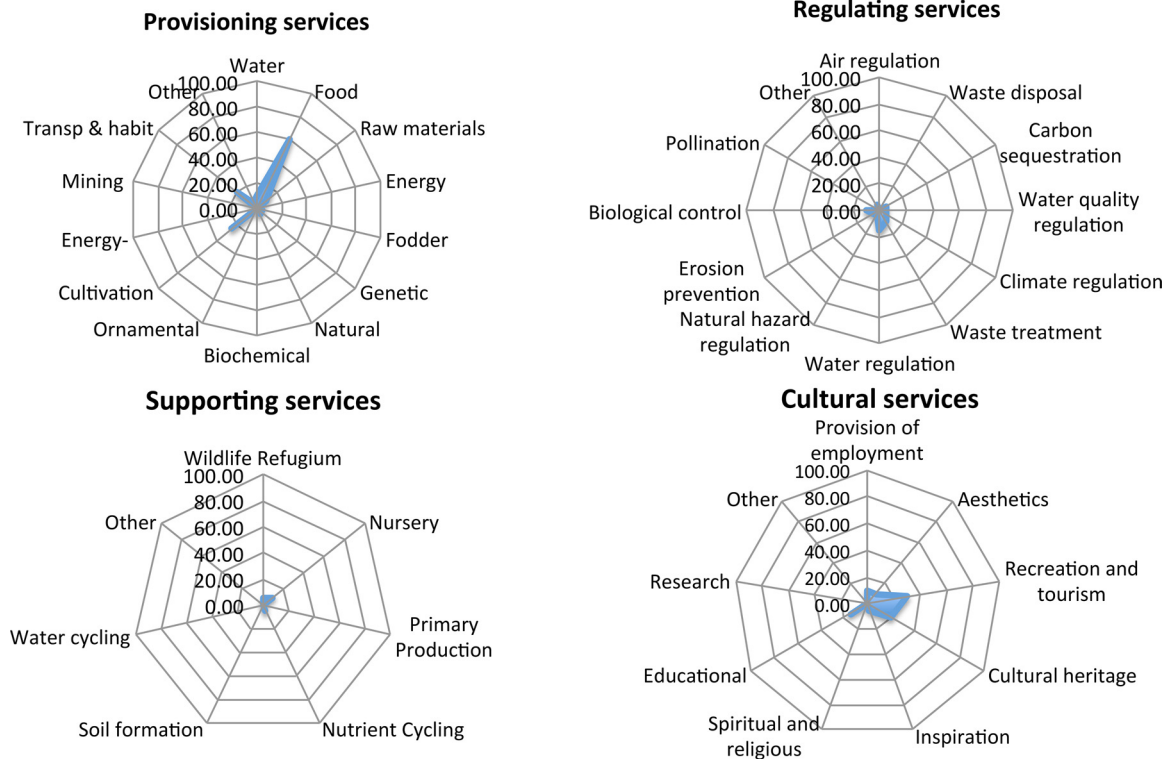 Provisioning services
Water
100.00
Other
Food
80.00
Transp & habit
Raw materials
60.00
40.00
Mining
Energy
20.00
0.00
Energy-
Fodder
Cultivation
Genetic
Ornamental
Natural
Biochemical
Regulating services
Air regulation
100.00
Other
Waste disposal
80.00
60.00
Pollination
Carbon
sequestration
40.00
20.00
0.00
Biological control
Water quality
regulation
Erosion
prevention
Climate regulation
Natural hazard
regulation
Waste treatment
Water regulation
Supporting services
Wildlife Refugium
100.00
80.00
Other
Nursery
60.00
40.00
20.00
0.00
Water cycling
Primary
Production
Soil formation
Nutrient Cycling
Cultural services
Provision of
employment
100.00
80.00
Other
Aesthetics
60.00
40.00
Research
Recreation and
tourism
20.00
0.00
Educational
Cultural heritage
Spiritual and
religious
Inspiration